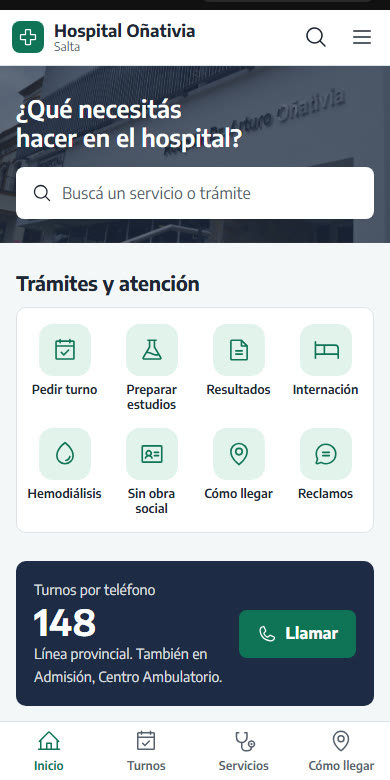 Hospital Oñativia
Salta
Arturo Oñativia
¿Qué necesitás
hacer en el hospital?
Buscá un servicio o trámite
Trámites y atención
Pedir turno
Preparar
estudios
Resultados
Internación
Hemodiálisis
Sin obra
social
Cómo llegar
Reclamos
Turnos por teléfono
148
Línea provincial. También en
Admisión, Centro Ambulatorio.
Llamar
Inicio
Turnos
Servicios
Cómo llegar